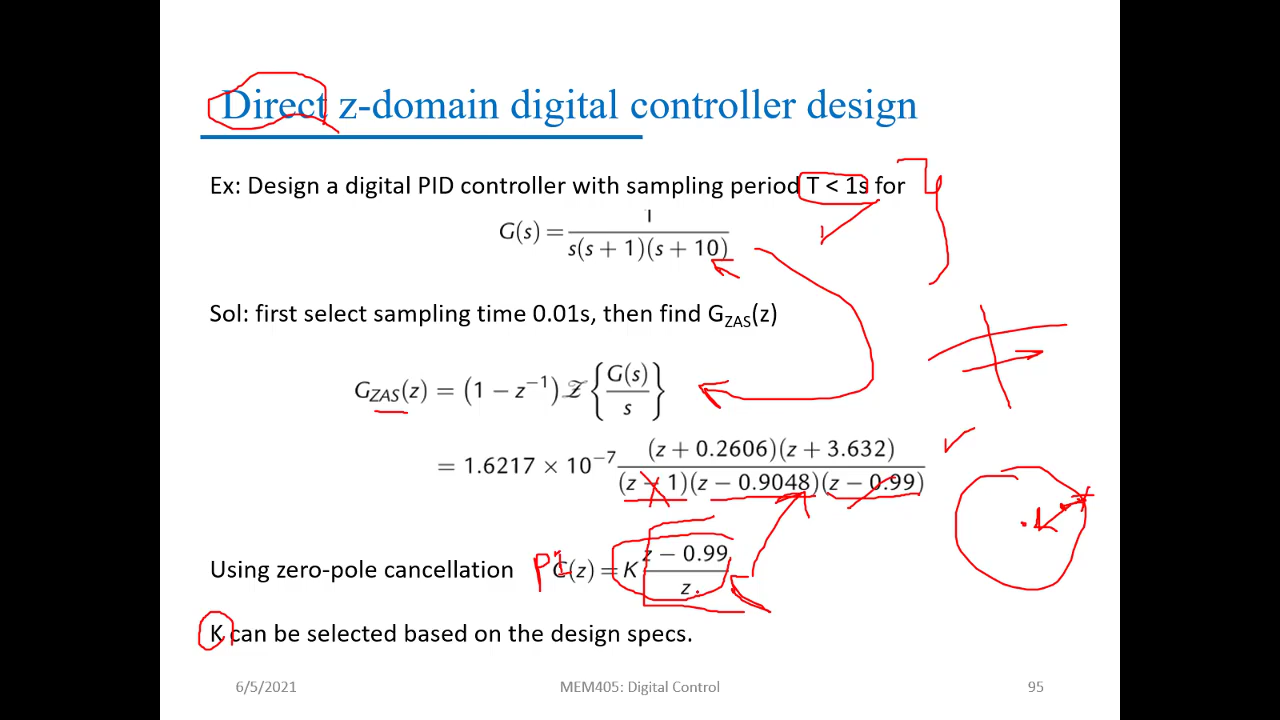 Direct z-domain digital controller design
Ex: Design a digital PID controller with sampling period T < 1s for
G(s) = 1 / s(s + 1)(s + 10)
Sol: first select sampling time 0.01s, then find G_ZAS(z)
G_ZAS(z) = (1 − z⁻¹) 𝒵 { G(s) / s }
= 1.6217 × 10⁻⁷ (z + 0.2606)(z + 3.632) / (z − 1)(z − 0.9048)(z − 0.99)
Using zero-pole cancellation C(z) = K z − 0.99 / z
K can be selected based on the design specs.
6/5/2021 MEM405: Digital Control 95